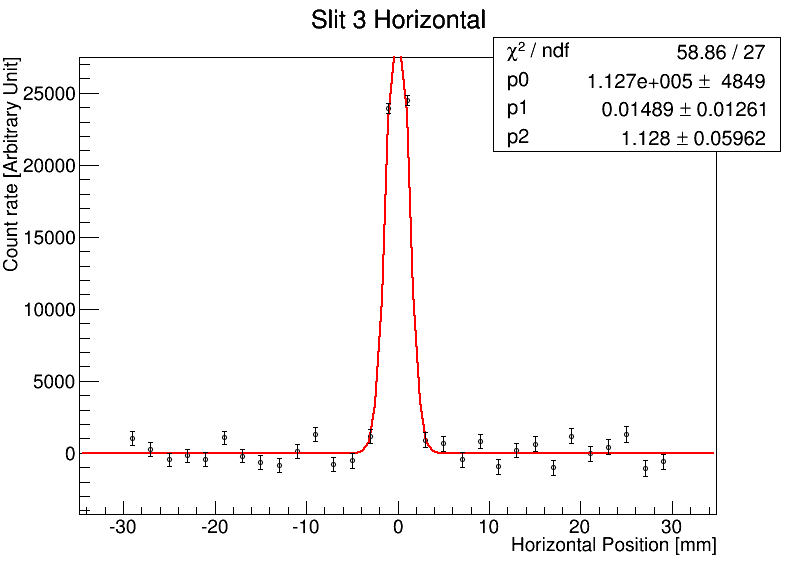 Slit 3 Horizontal
χ² / ndf 58.86 / 27
p0 1.127e+005 ± 4849
p1 0.01489 ± 0.01261
p2 1.128 ± 0.05962
Count rate [Arbitrary Unit]
25000
20000
15000
10000
5000
0
-30 -20 -10 0 10 20 30
Horizontal Position [mm]